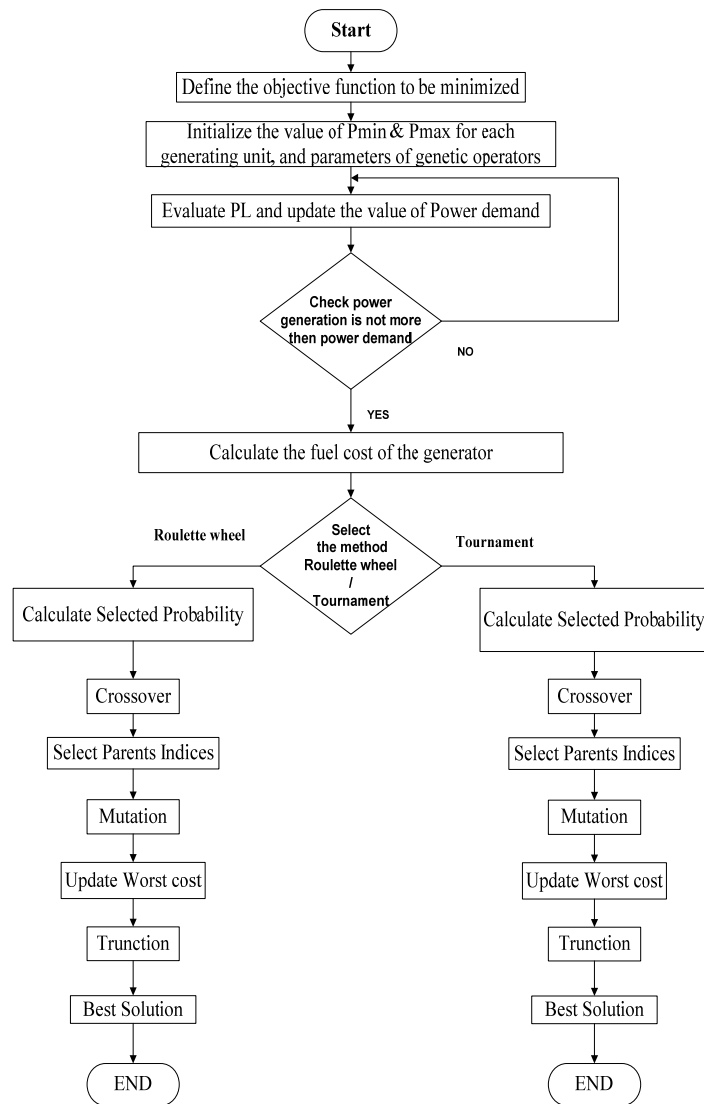 Start
Define the objective function to be minimized
Initialize the value of Pmin & Pmax for each
generating unit, and parameters of genetic operators
Evaluate PL and update the value of Power demand
Check power
generation is not more
then power demand
NO
YES
Calculate the fuel cost of the generator
Roulette wheel
Select
the method
Roulette wheel
/
Tournament
Tournament
Calculate Selected Probability
Crossover
Select Parents Indices
Mutation
Update Worst cost
Trunction
Best Solution
END
Calculate Selected Probability
Crossover
Select Parents Indices
Mutation
Update Worst cost
Trunction
Best Solution
END